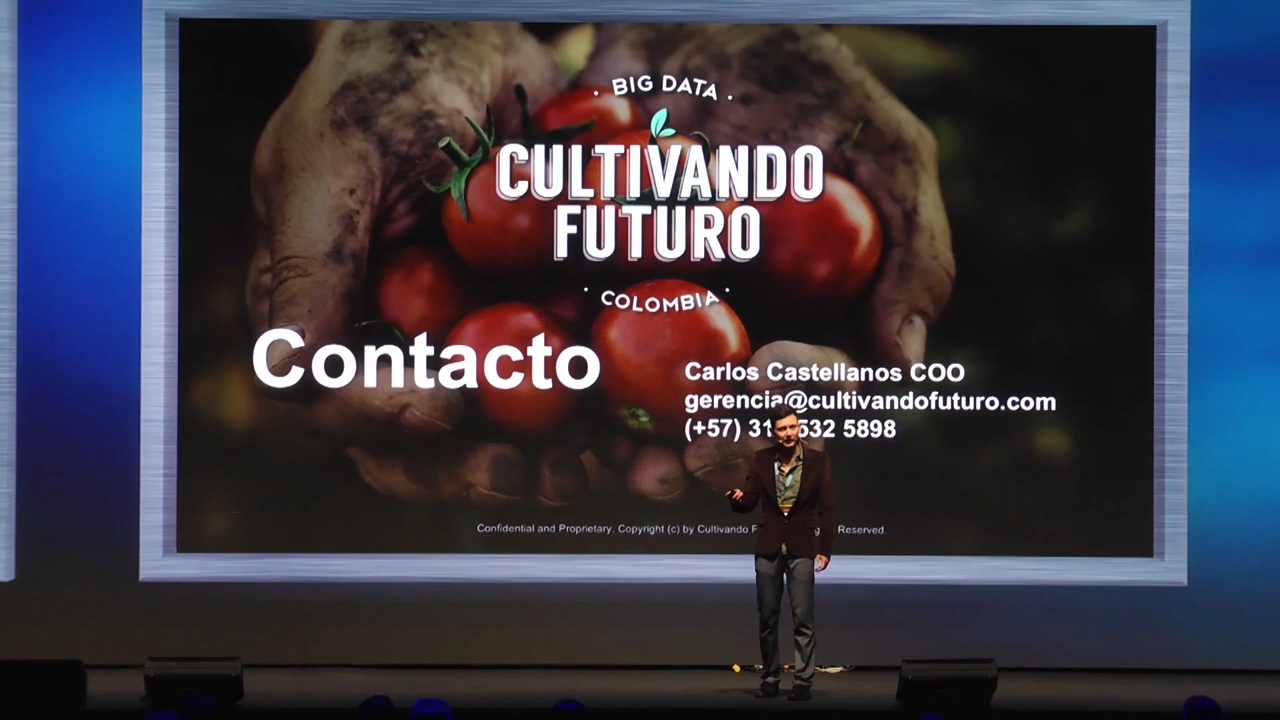 · BIG DATA ·
CULTIVANDO
FUTURO
· COLOMBIA ·
Contacto
Carlos Castellanos COO
gerencia@cultivandofuturo.com
(+57) 31 532 5898
Confidential and Proprietary. Copyright (c) by Cultivando Reserved.